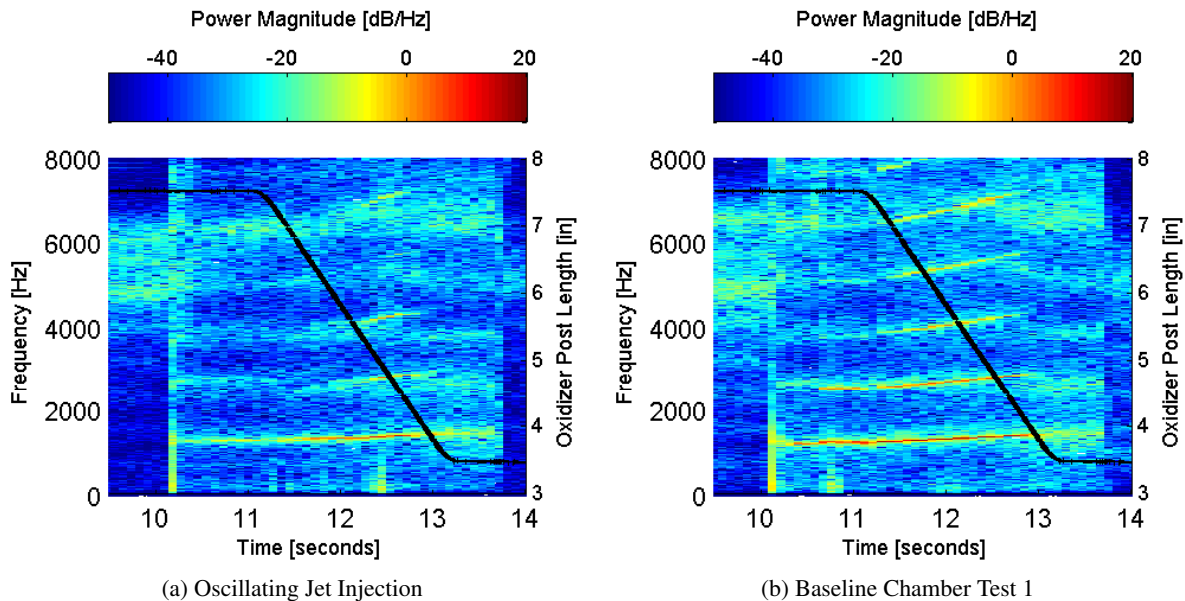 Power Magnitude [dB/Hz] Power Magnitude [dB/Hz]
-40 -20 0 20 -40 -20 0 20
8000 8 8000 8
7 7
6000 6000
6 6
4000 4000
5 5
2000 2000
4 4
0 3 0 3
Frequency [Hz] Oxidizer Post Length [in] Frequency [Hz] Oxidizer Post Length [in]
10 11 12 13 14 10 11 12 13 14
Time [seconds] Time [seconds]
(a) Oscillating Jet Injection (b) Baseline Chamber Test 1